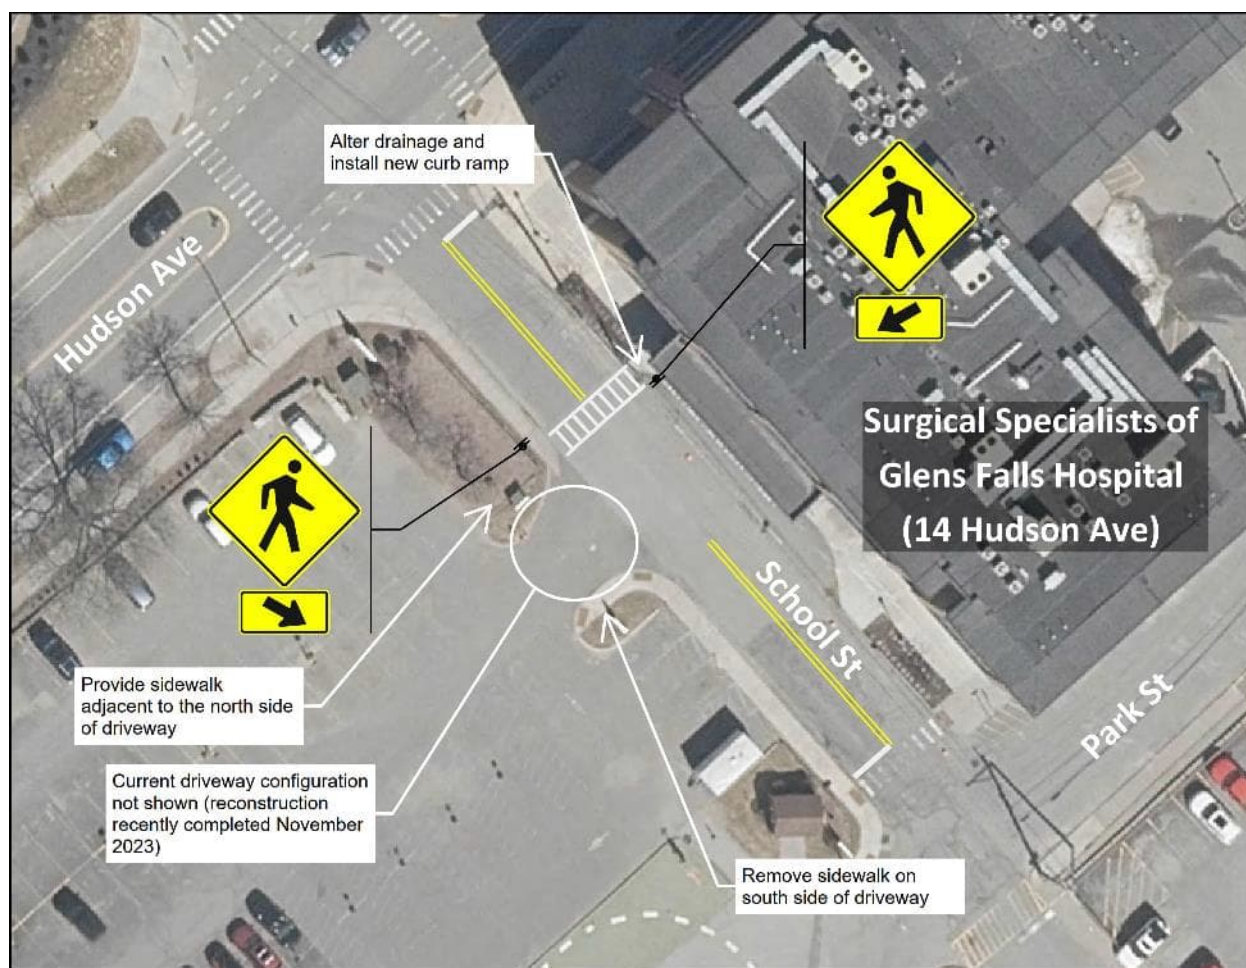 Alter drainage and
install new curb ramp
Hudson Ave
Surgical Specialists of
Glens Falls Hospital
(14 Hudson Ave)
School St
Park St
Provide sidewalk
adjacent to the north side
of driveway
Current driveway configuration
not shown (reconstruction
recently completed November
2023)
Remove sidewalk on
south side of driveway